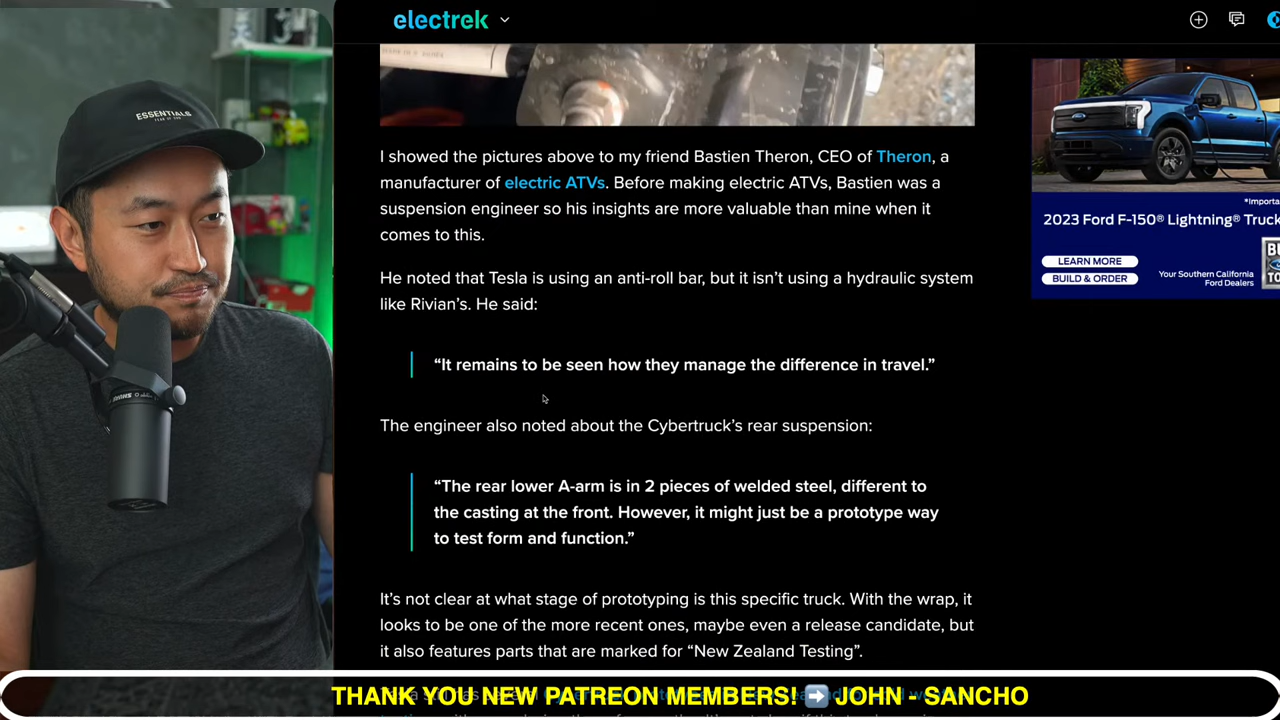 electrek
ESSENTIALS
I showed the pictures above to my friend Bastien Theron, CEO of Theron, a
manufacturer of electric ATVs. Before making electric ATVs, Bastien was a
suspension engineer so his insights are more valuable than mine when it
comes to this.
He noted that Tesla is using an anti-roll bar, but it isn’t using a hydraulic system
like Rivian’s. He said:
“It remains to be seen how they manage the difference in travel.”
The engineer also noted about the Cybertruck’s rear suspension:
“The rear lower A-arm is in 2 pieces of welded steel, different to
the casting at the front. However, it might just be a prototype way
to test form and function.”
It’s not clear at what stage of prototyping is this specific truck. With the wrap, it
looks to be one of the more recent ones, maybe even a release candidate, but
it also features parts that are marked for “New Zealand Testing”.
*Importa
2023 Ford F-150® Lightning® Truck
LEARN MORE
BUILD & ORDER
Your Southern California
Ford Dealers
THANK YOU NEW PATREON MEMBERS! ➡️ JOHN - SANCHO